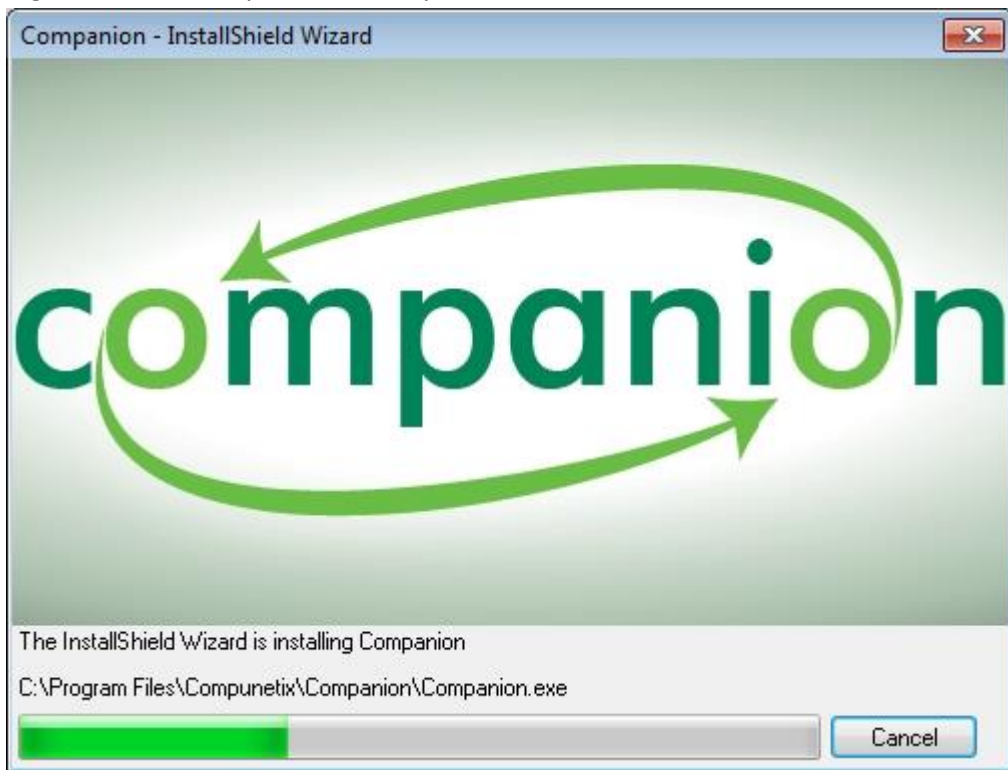 Companion - InstallShield Wizard
companion
The InstallShield Wizard is installing Companion
C:\Program Files\Compunetix\Companion\Companion.exe
Cancel